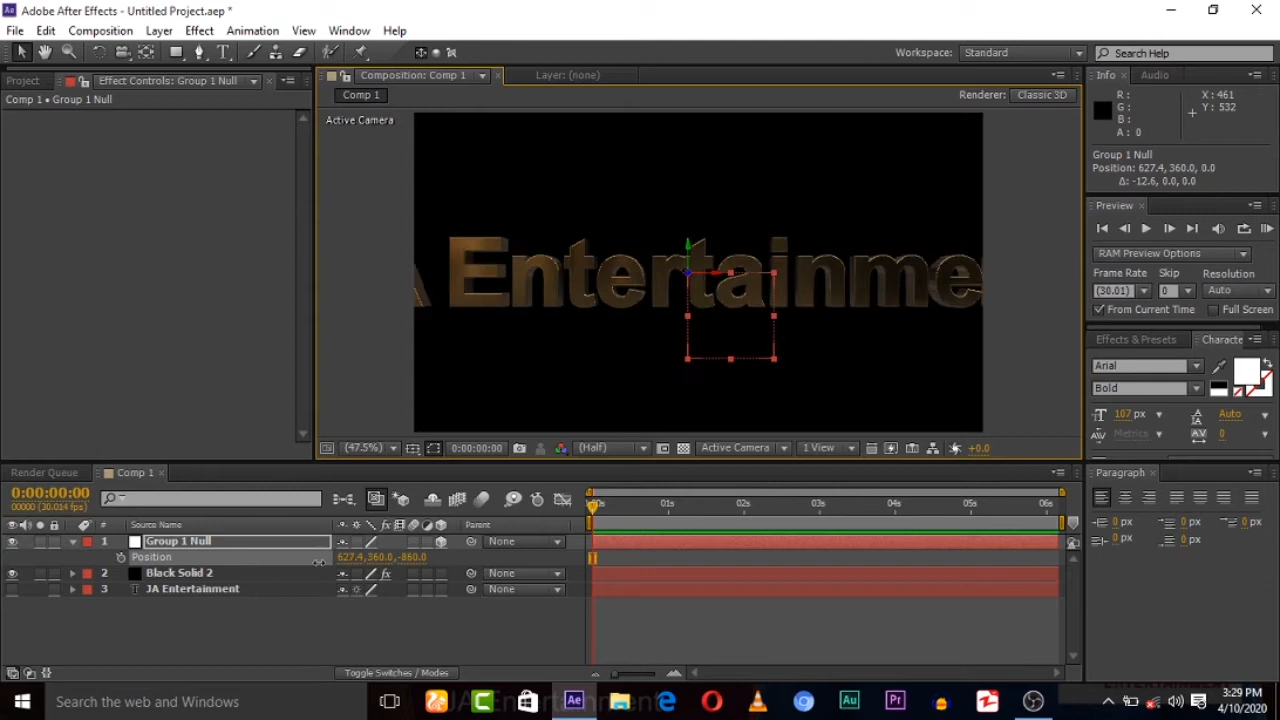 Adobe After Effects - Untitled Project.aep *
File Edit Composition Layer Effect Animation View Window Help
Workspace: Standard Search Help
Project Effect Controls: Group 1 Null Composition: Comp 1 Layer: (none) Info Audio
Comp 1 • Group 1 Null
Comp 1 Renderer: Classic 3D
Active Camera
R :
G :
B :
A : 0
X : 461
Y : 532
Group 1 Null
Position: 627.4, 360.0, 0.0
Δ: -12.6, 0.0, 0.0
Preview
RAM Preview Options
Frame Rate Skip Resolution
(30.01) 0 Auto
From Current Time Full Screen
Effects & Presets Characte
Arial
Bold
107 px Auto
Metrics 0
A Entertainme
(47.5%) 0:00:00:00 (Half) Active Camera 1 View +0.0
Render Queue Comp 1 Paragraph
0:00:00:00
00000 (30.014 fps)
:00s 01s 02s 03s 04s 05s 06s
# Source Name Parent
1 Group 1 Null None
Position 627.4,360.0,-860.0
2 Black Solid 2 None
3 T JA Entertainment None
0 px 0 px 0 px
0 px 0 px
Toggle Switches / Modes
Search the web and Windows
JA Entertainment
3:29 PM
4/10/2020